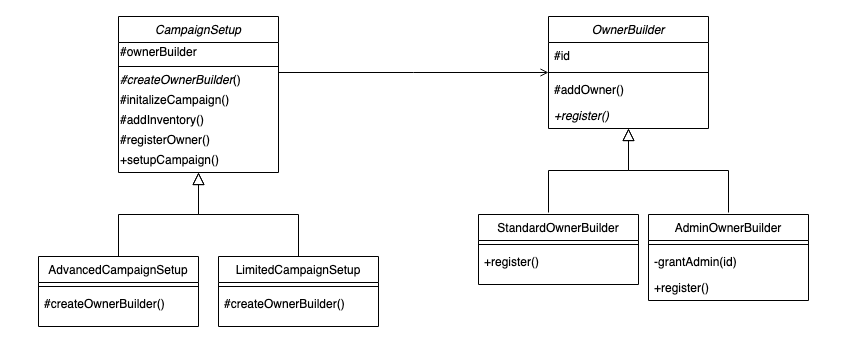 CampaignSetup
#ownerBuilder
#createOwnerBuilder()
#initalizeCampaign()
#addInventory()
#registerOwner()
+setupCampaign()
OwnerBuilder
#id
#addOwner()
+register()
AdvancedCampaignSetup
#createOwnerBuilder()
LimitedCampaignSetup
#createOwnerBuilder()
StandardOwnerBuilder
+register()
AdminOwnerBuilder
-grantAdmin(id)
+register()